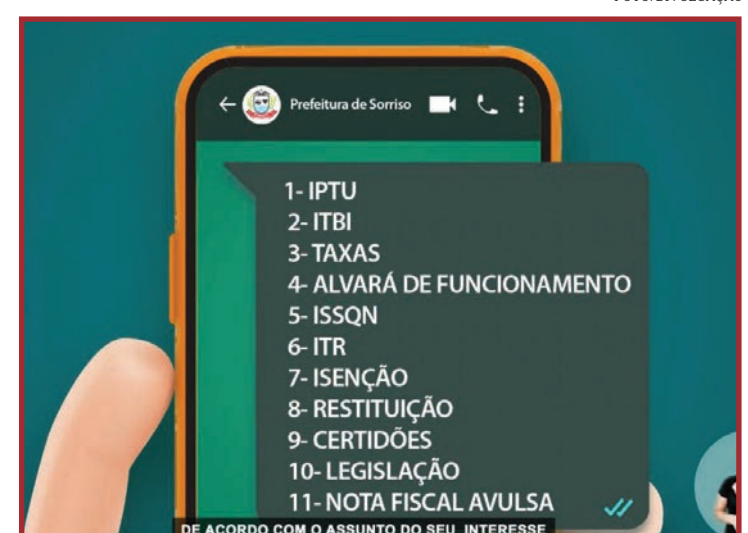 Prefeitura de Sorriso
1- IPTU
2- ITBI
3- TAXAS
4- ALVARÁ DE FUNCIONAMENTO
5- ISSQN
6- ITR
7- ISENÇÃO
8- RESTITUIÇÃO
9- CERTIDÕES
10- LEGISLAÇÃO
11- NOTA FISCAL AVULSA
DE ACORDO COM O ASSUNTO DO SEU INTERESSE